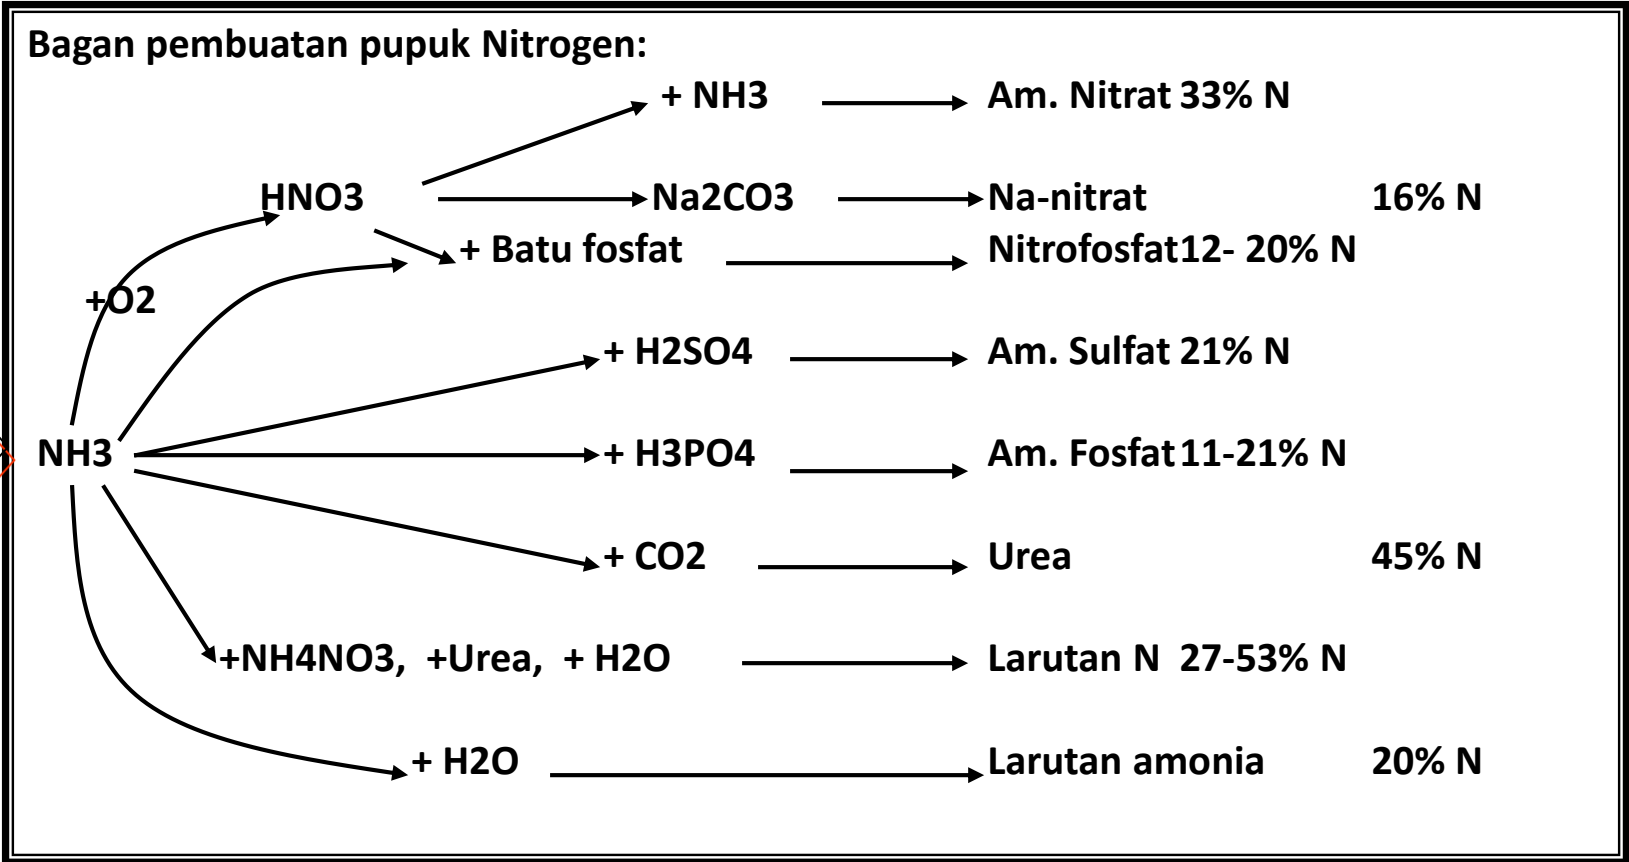 Bagan pembuatan pupuk Nitrogen:
+ NH3 Am. Nitrat 33% N
HNO3 Na2CO3 Na-nitrat 16% N
+ Batu fosfat Nitrofosfat12- 20% N
+O2
+ H2SO4 Am. Sulfat 21% N
NH3 + H3PO4 Am. Fosfat 11-21% N
+ CO2 Urea 45% N
+NH4NO3, +Urea, + H2O Larutan N 27-53% N
+ H2O Larutan amonia 20% N